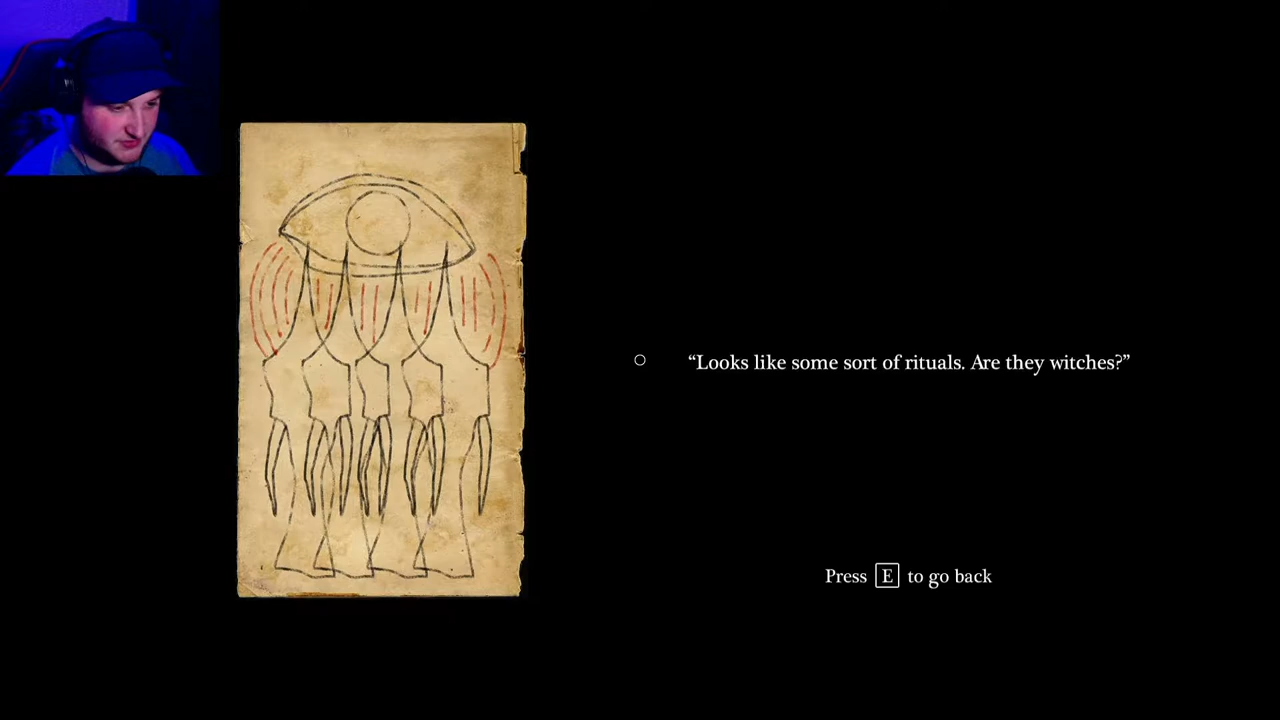 “Looks like some sort of rituals. Are they witches?”
Press E to go back